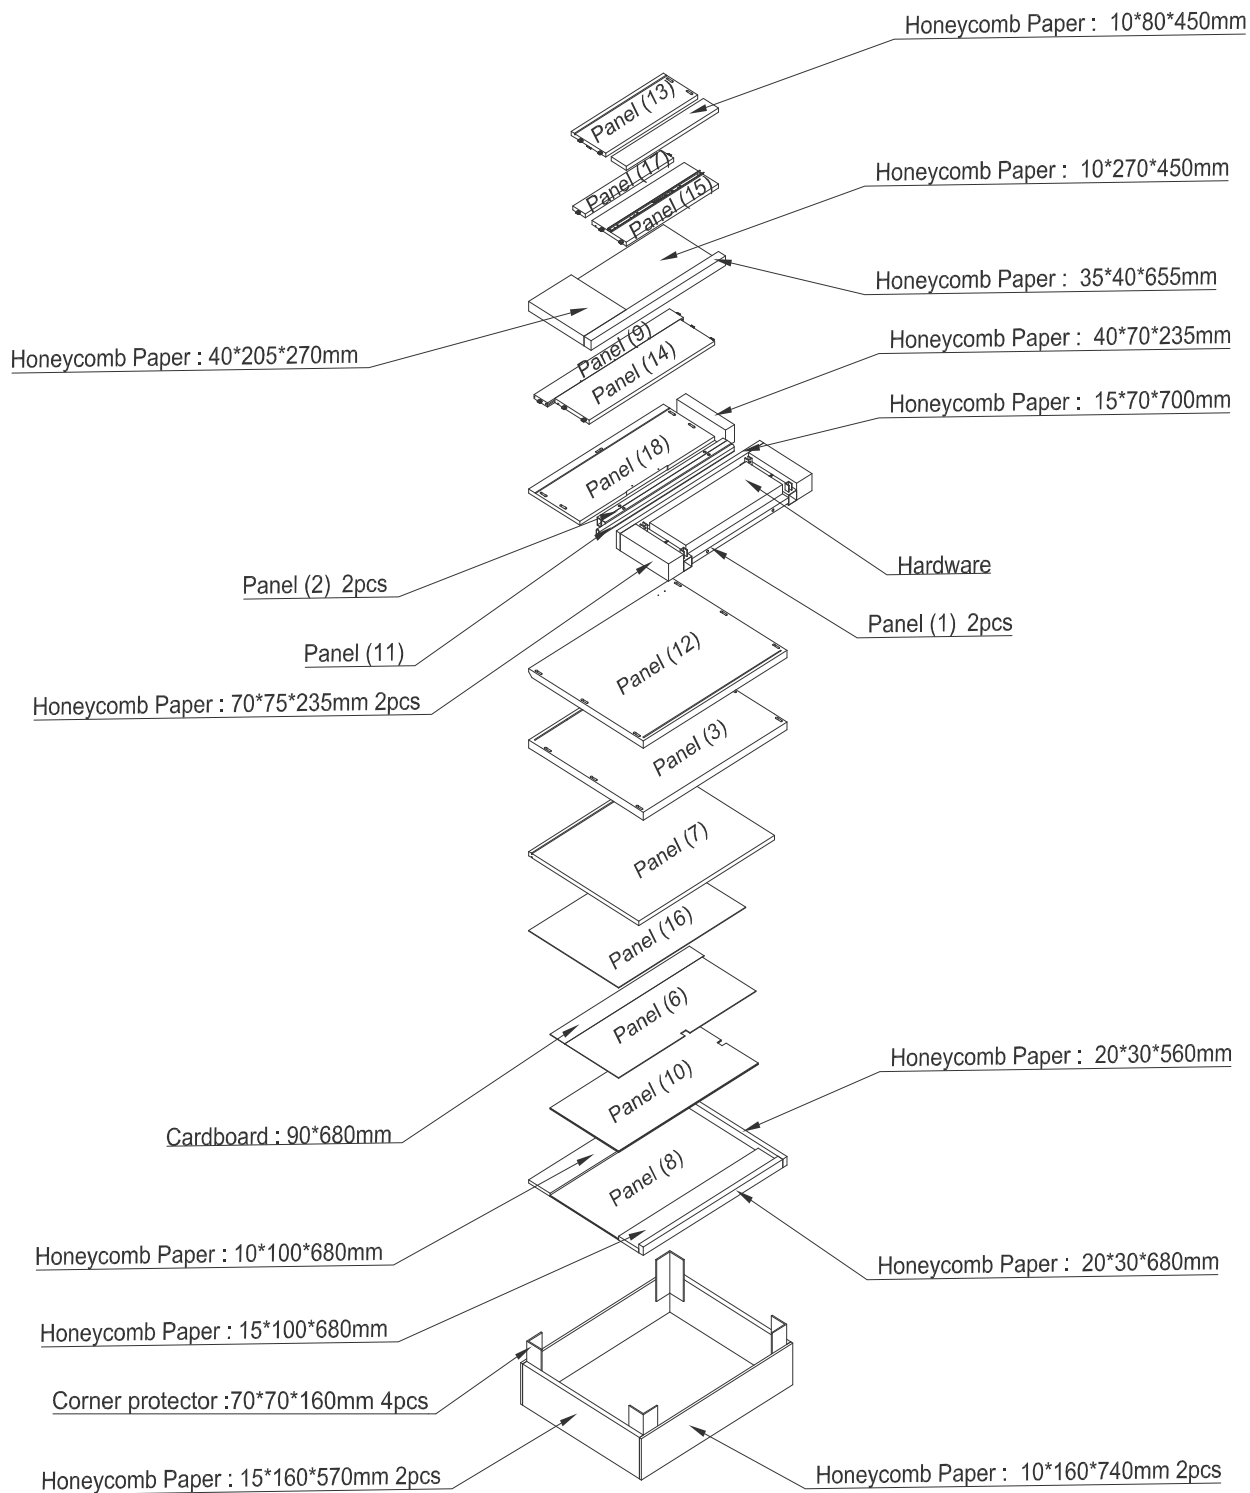 Honeycomb Paper : 10*80*450mm
Panel (13)
Honeycomb Paper : 10*270*450mm
Panel (17)
Panel (15)
Honeycomb Paper : 35*40*655mm
Honeycomb Paper : 40*205*270mm
Panel (9)
Panel (14)
Honeycomb Paper : 40*70*235mm
Honeycomb Paper : 15*70*700mm
Panel (18)
Hardware
Panel (2) 2pcs
Panel (1) 2pcs
Panel (11)
Panel (12)
Honeycomb Paper : 70*75*235mm 2pcs
Panel (3)
Panel (7)
Panel (16)
Panel (6)
Honeycomb Paper : 20*30*560mm
Panel (10)
Cardboard : 90*680mm
Panel (8)
Honeycomb Paper : 10*100*680mm
Honeycomb Paper : 20*30*680mm
Honeycomb Paper : 15*100*680mm
Corner protector :70*70*160mm 4pcs
Honeycomb Paper : 15*160*570mm 2pcs
Honeycomb Paper : 10*160*740mm 2pcs